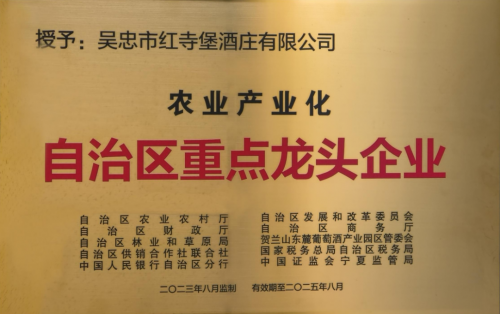 授予：吴忠市红寺堡酒庄有限公司
农业产业化
自治区重点龙头企业
自治区农业农村厅 自治区发展和改革委员会
自治区财政厅 自治区商务厅
自治区林业和草原局 贺兰山东麓葡萄酒产业园区管委会
自治区供销合作社联合社 国家税务总局自治区税务局
中国人民银行自治区分行 中国证监会宁夏监管局
二〇二三年八月监制 有效期至二〇二五年八月